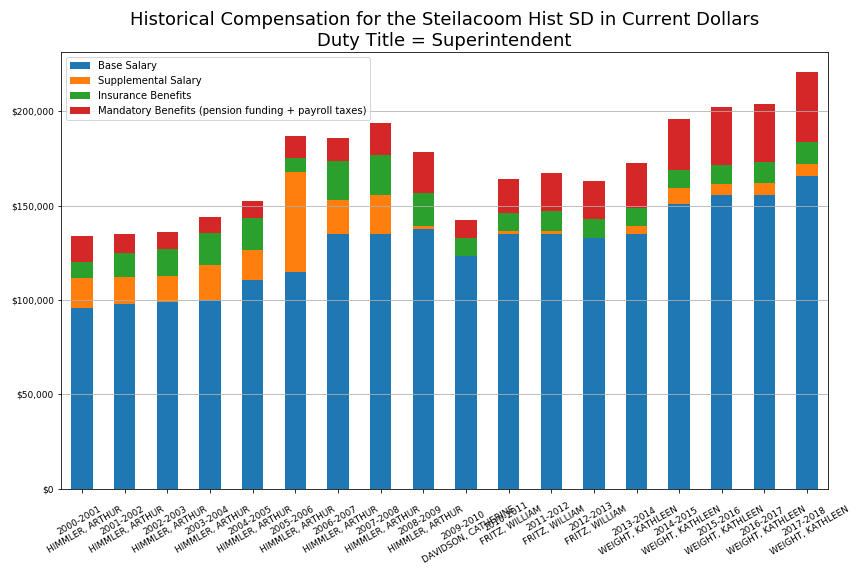 Historical Compensation for the Steilacoom Hist SD in Current Dollars
Duty Title = Superintendent
Base Salary
Supplemental Salary
Insurance Benefits
Mandatory Benefits (pension funding + payroll taxes)
$200,000
$150,000
$100,000
$50,000
$0
2000-2001
HIMMLER, ARTHUR
2001-2002
HIMMLER, ARTHUR
2002-2003
HIMMLER, ARTHUR
2003-2004
HIMMLER, ARTHUR
2004-2005
HIMMLER, ARTHUR
2005-2006
HIMMLER, ARTHUR
2006-2007
HIMMLER, ARTHUR
2007-2008
HIMMLER, ARTHUR
2008-2009
HIMMLER, ARTHUR
2009-2010
DAVIDSON, CATHERINE
2010-2011
FRITZ, WILLIAM
2011-2012
FRITZ, WILLIAM
2012-2013
FRITZ, WILLIAM
2013-2014
WEIGHT, KATHLEEN
2014-2015
WEIGHT, KATHLEEN
2015-2016
WEIGHT, KATHLEEN
2016-2017
WEIGHT, KATHLEEN
2017-2018
WEIGHT, KATHLEEN